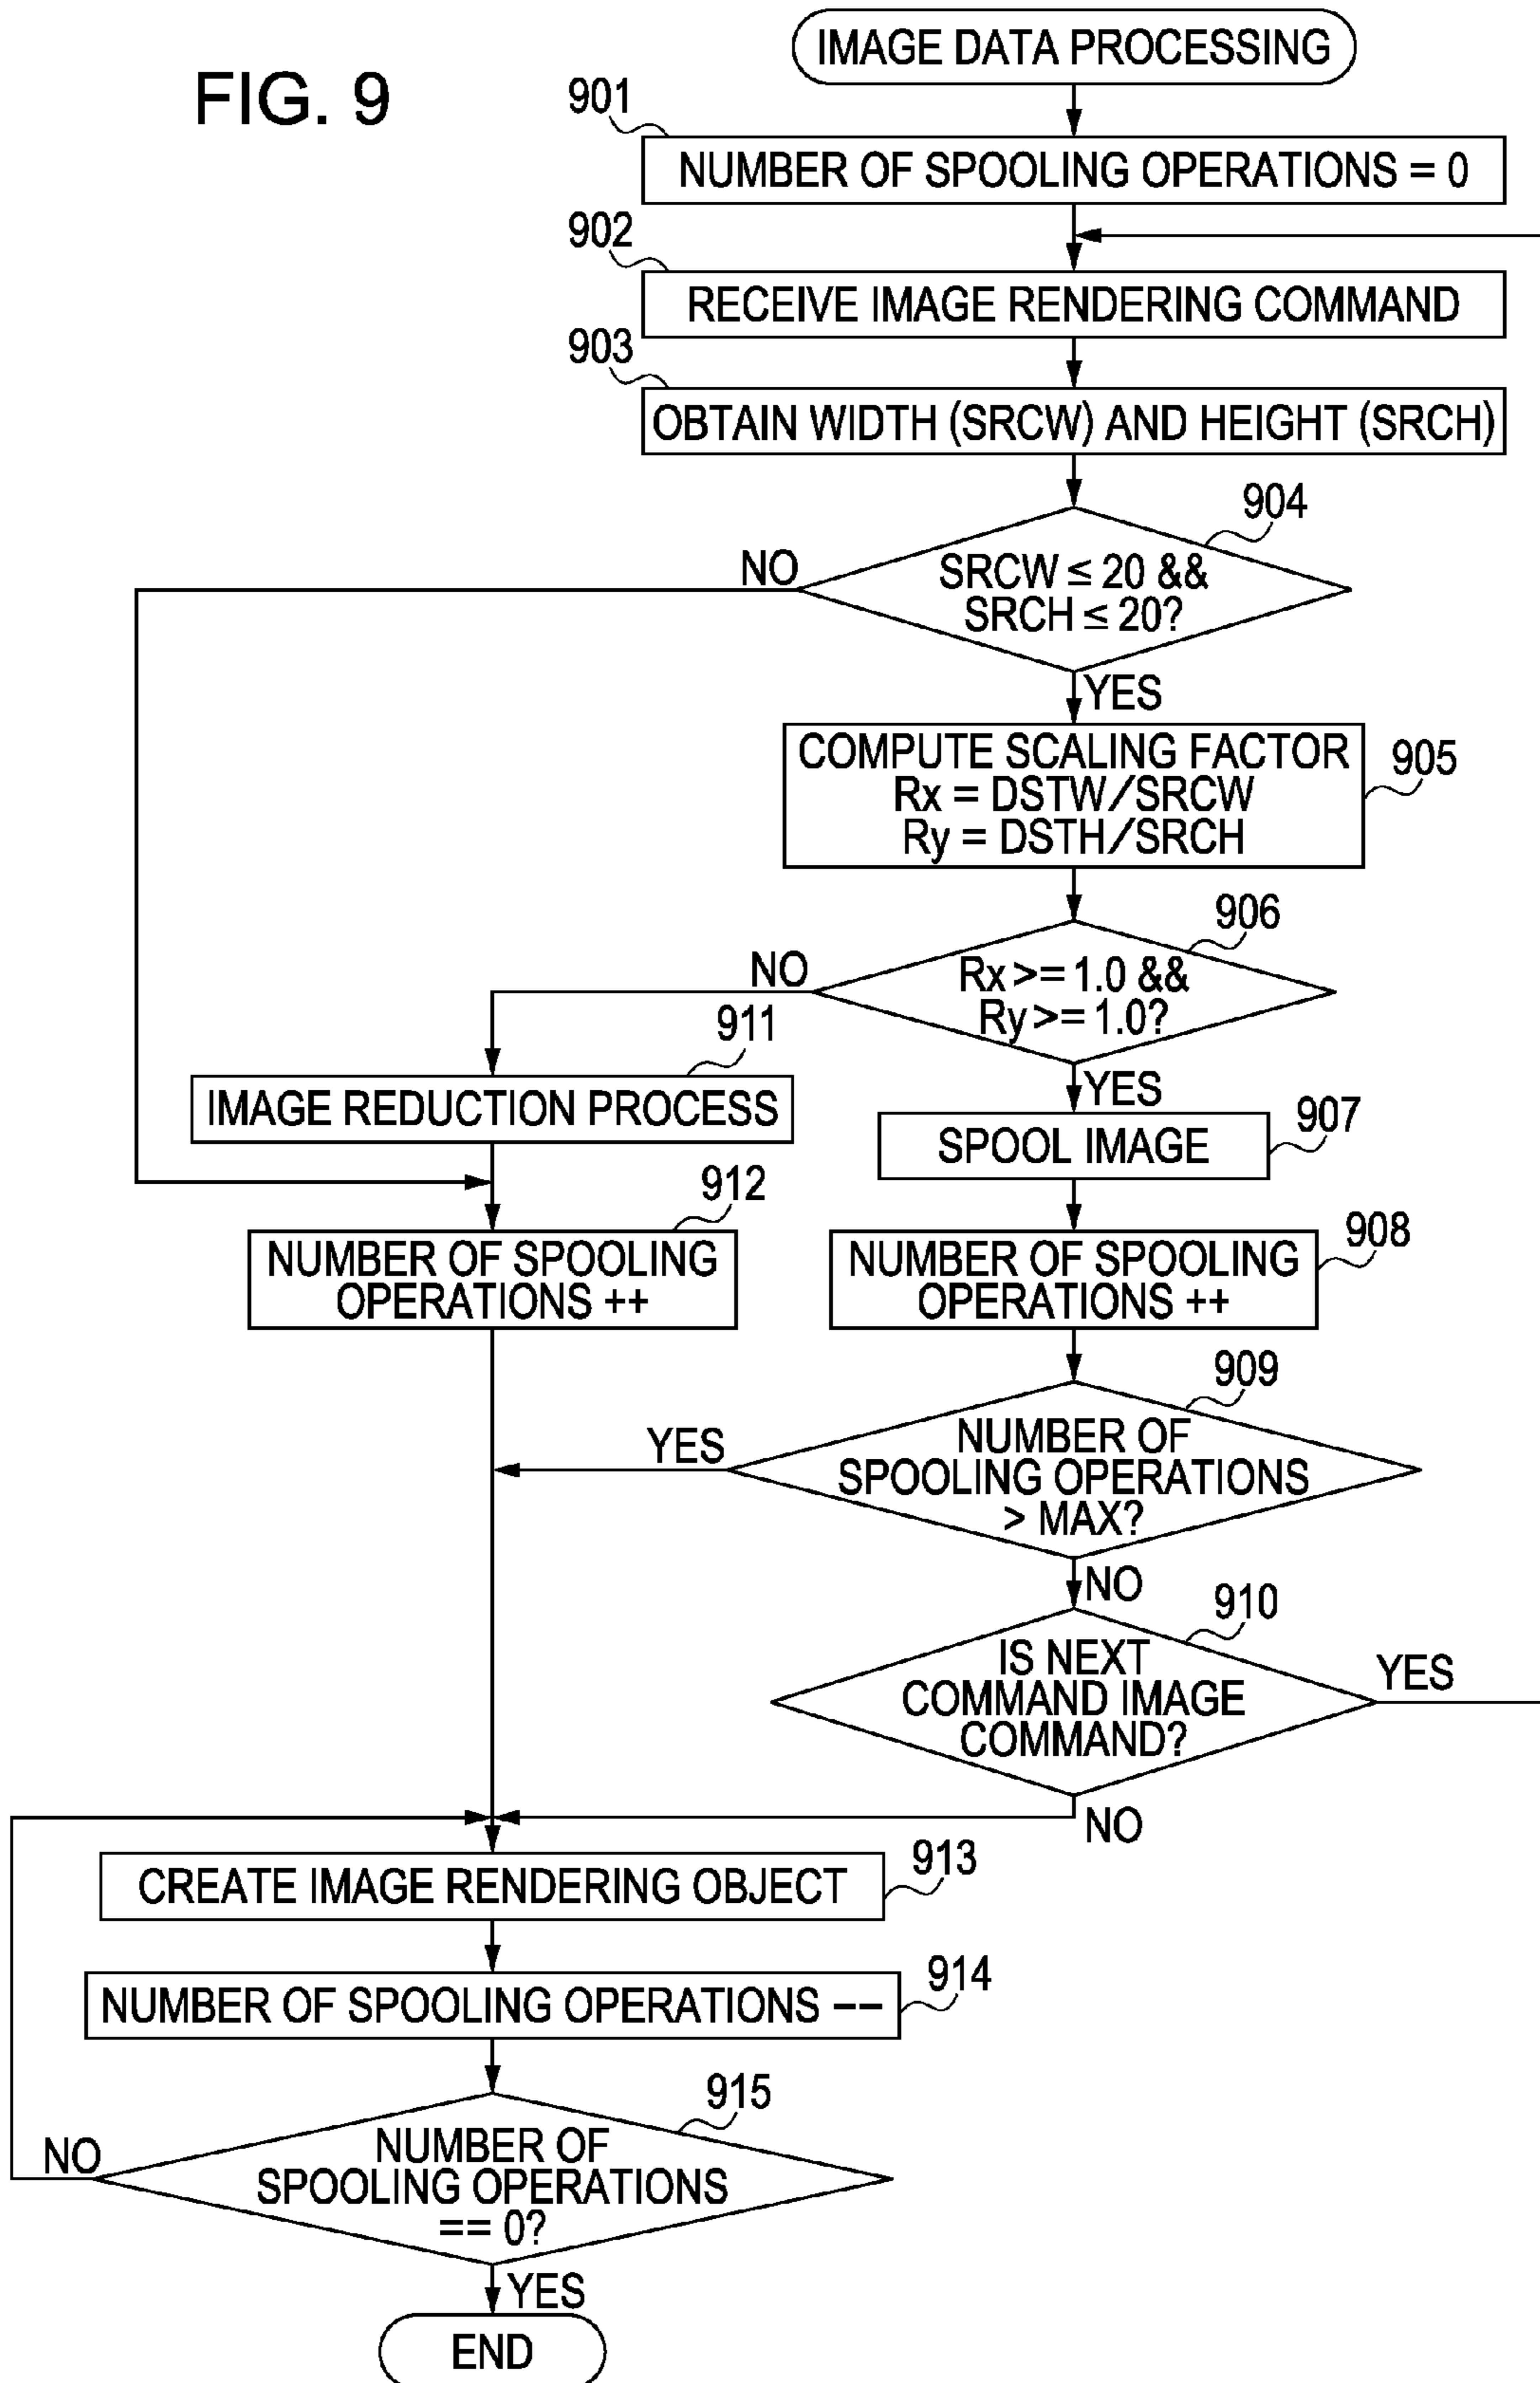 FIG. 9
IMAGE DATA PROCESSING
901
NUMBER OF SPOOLING OPERATIONS = 0
902
RECEIVE IMAGE RENDERING COMMAND
903
OBTAIN WIDTH (SRCW) AND HEIGHT (SRCH)
904
SRCW ≤ 20 &&
SRCH ≤ 20?
NO
YES
COMPUTE SCALING FACTOR
Rx = DSTW/SRCW
Ry = DSTH/SRCH
905
906
Rx >= 1.0 &&
Ry >= 1.0?
NO
YES
911
IMAGE REDUCTION PROCESS
SPOOL IMAGE
907
912
NUMBER OF SPOOLING
OPERATIONS ++
NUMBER OF SPOOLING
OPERATIONS ++
908
909
NUMBER OF
SPOOLING OPERATIONS
> MAX?
YES
NO
910
IS NEXT
COMMAND IMAGE
COMMAND?
YES
NO
CREATE IMAGE RENDERING OBJECT
913
NUMBER OF SPOOLING OPERATIONS −−
914
915
NUMBER OF
SPOOLING OPERATIONS
== 0?
NO
YES
END